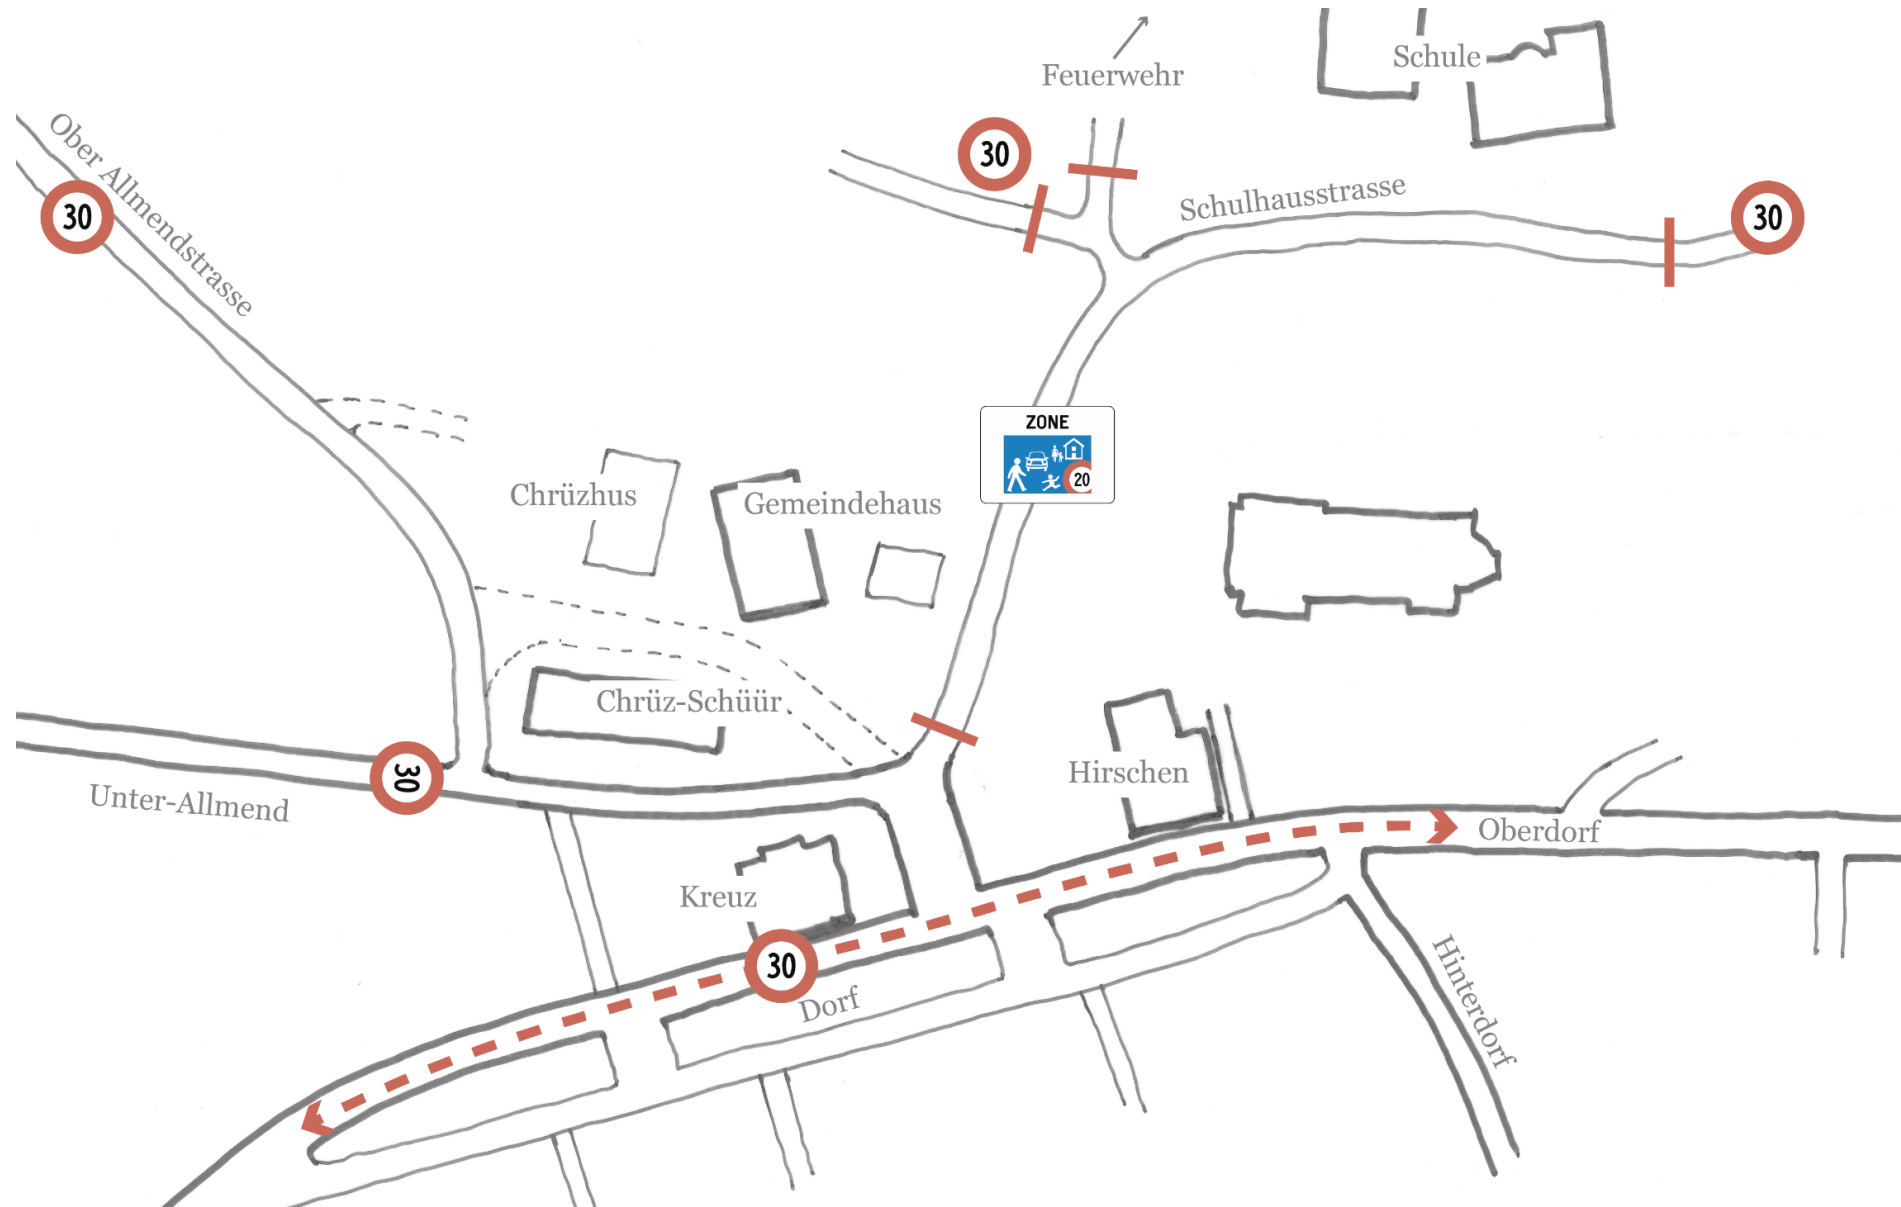 Schule
Feuerwehr
30
Ober Allmendstrasse
Schulhausstrasse
30
30
ZONE
20
Chrüzhus
Gemeindehaus
Chrüz-Schüür
30
Hirschen
Unter-Allmend
Oberdorf
Kreuz
30
Dorf
Hinterdorf